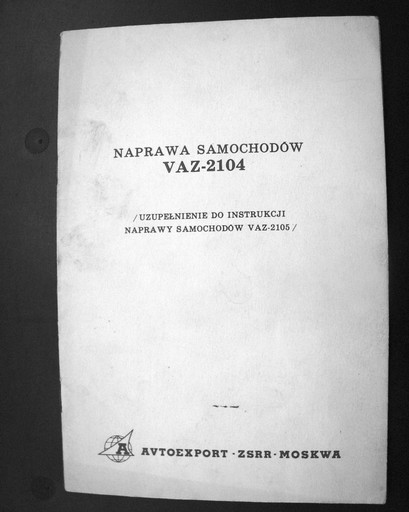 NAPRAWA SAMOCHODÓW
VAZ-2104
/UZUPEŁNIENIE DO INSTRUKCJI
NAPRAWY SAMOCHODÓW VAZ-2105/
A AVTOEXPORT · ZSRR · MOSKWA